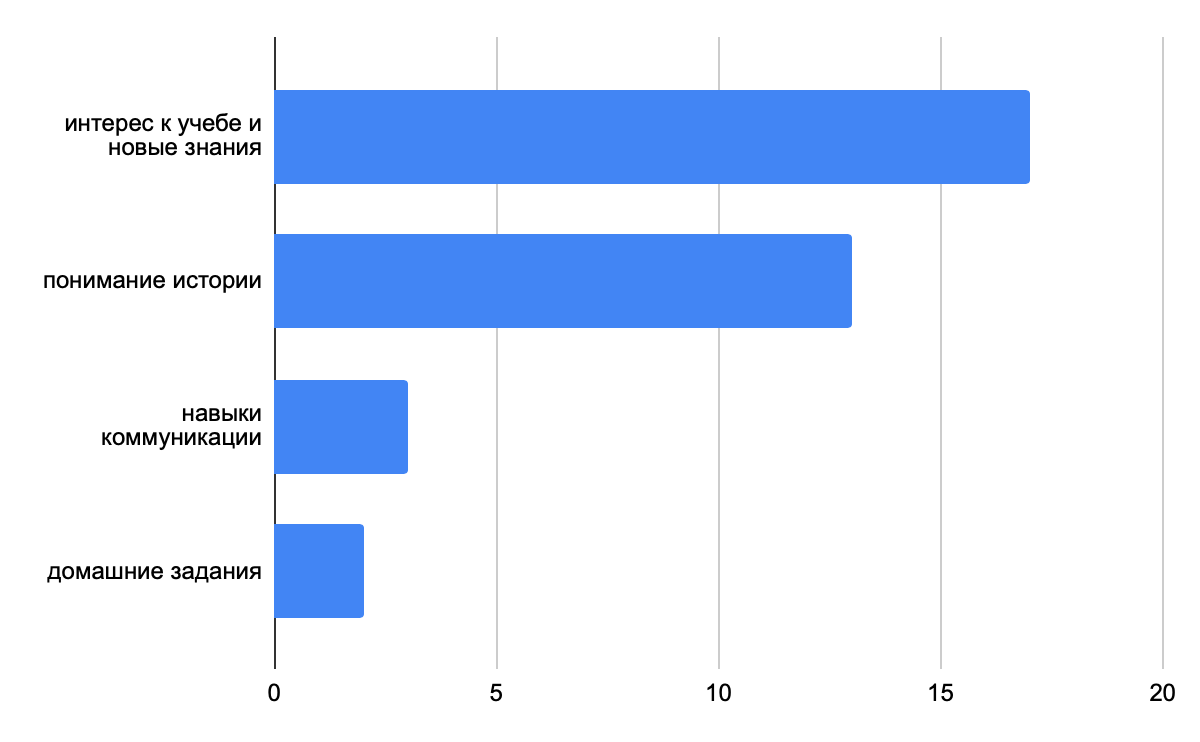 интерес к учебе и
новые знания
понимание истории
навыки
коммуникации
домашние задания
0 5 10 15 20